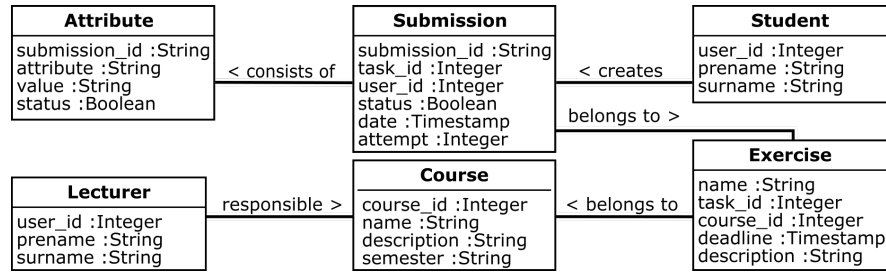 Attribute
submission_id :String
attribute :String
value :String
status :Boolean
< consists of
Submission
submission_id :String
task_id :Integer
user_id :Integer
status :Boolean
date :Timestamp
attempt :Integer
< creates
Student
user_id :Integer
prename :String
surname :String
belongs to >
Lecturer
user_id :Integer
prename :String
surname :String
responsible >
Course
course_id :Integer
name :String
description :String
semester :String
< belongs to
Exercise
name :String
task_id :Integer
course_id :Integer
deadline :Timestamp
description :String